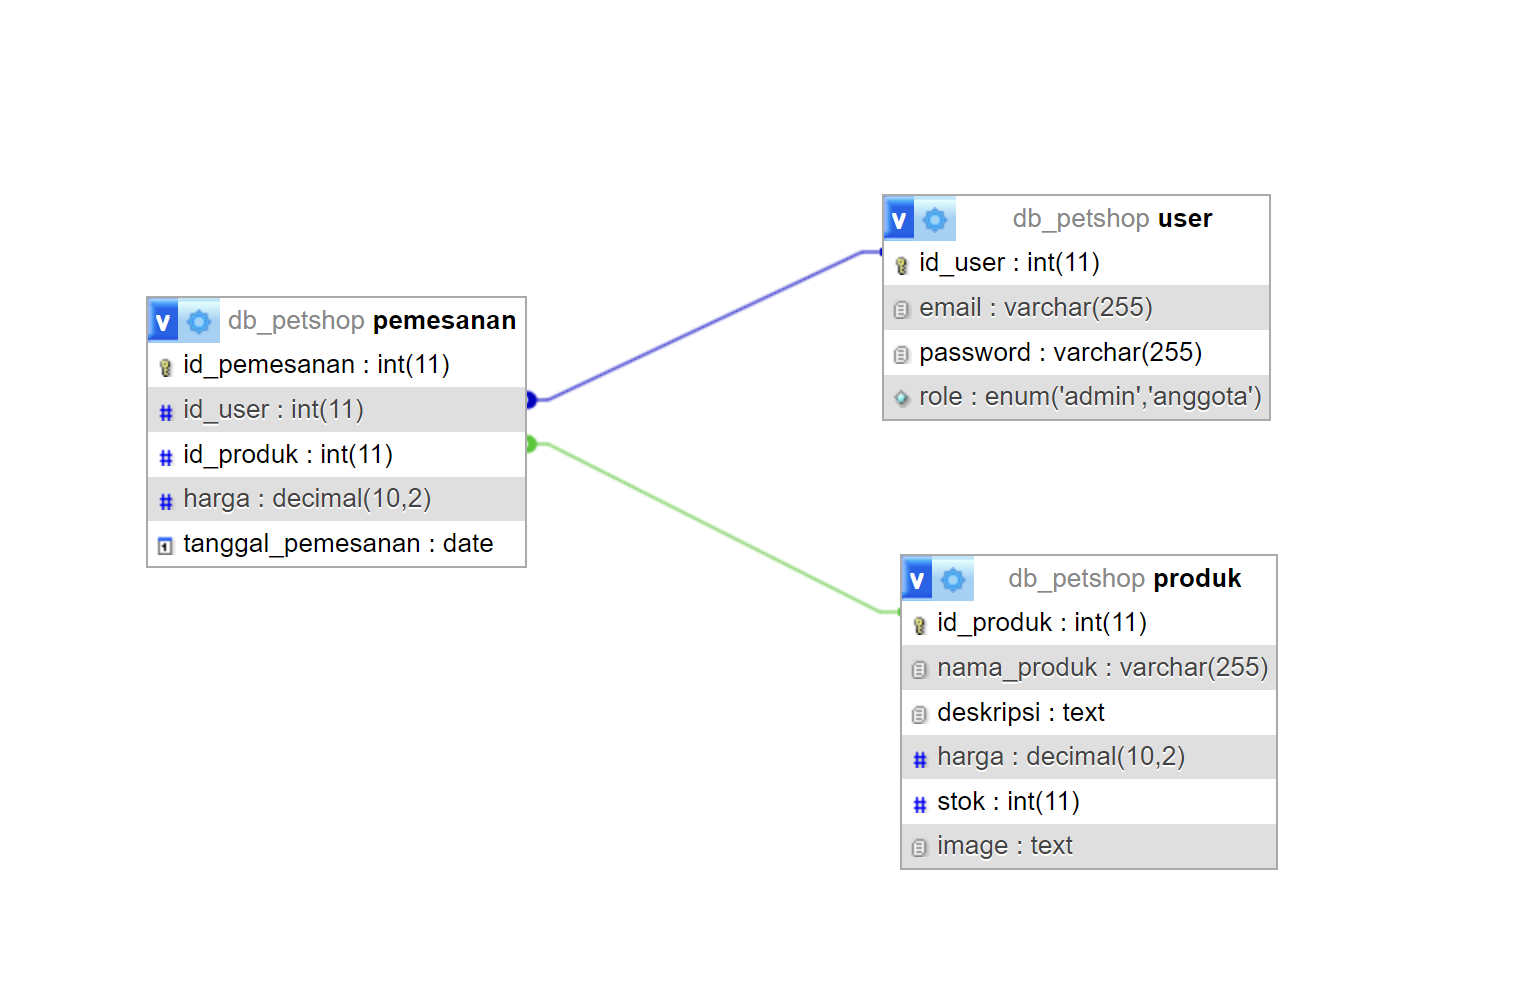 v db_petshop pemesanan
id_pemesanan : int(11)
# id_user : int(11)
# id_produk : int(11)
# harga : decimal(10,2)
1 tanggal_pemesanan : date
v db_petshop user
id_user : int(11)
email : varchar(255)
password : varchar(255)
role : enum('admin','anggota')
v db_petshop produk
id_produk : int(11)
nama_produk : varchar(255)
deskripsi : text
# harga : decimal(10,2)
# stok : int(11)
image : text